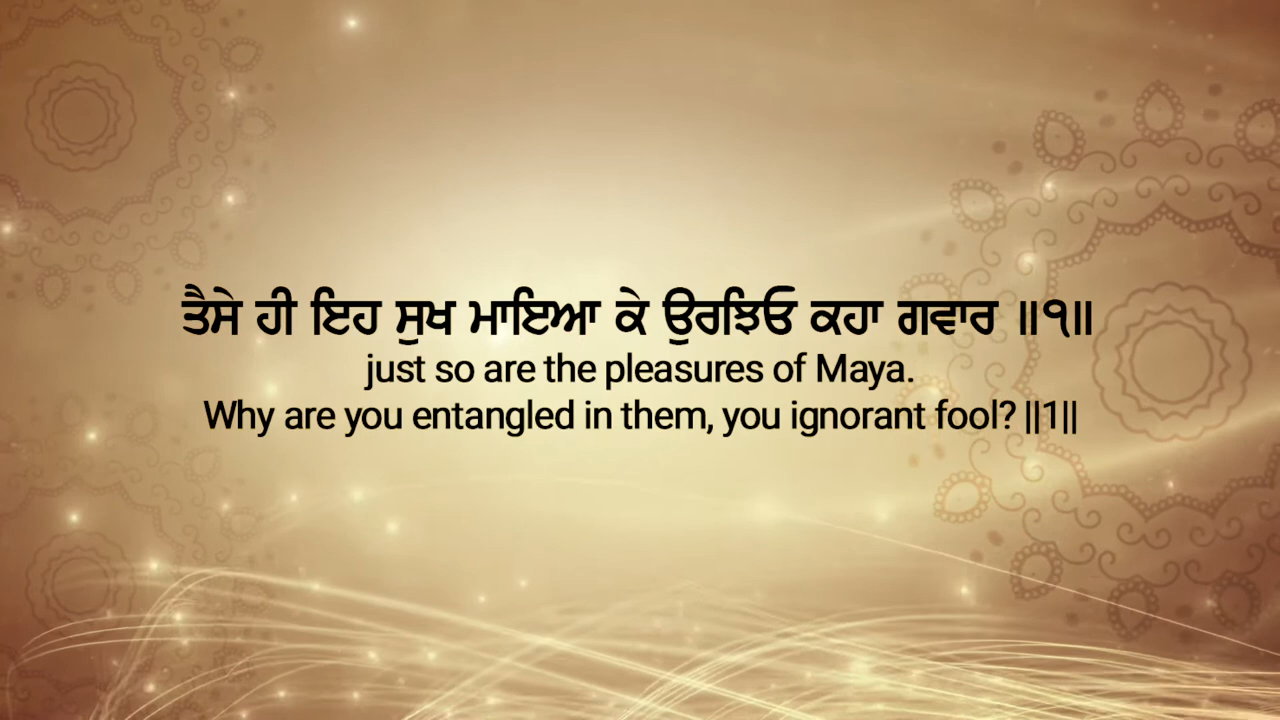 ਤੈਸੇ ਹੀ ਇਹ ਸੁਖ ਮਾਇਆ ਕੇ ਉਰਝਿਓ ਕਹਾ ਗਵਾਰ ॥੧॥
just so are the pleasures of Maya.
Why are you entangled in them, you ignorant fool? ||1||